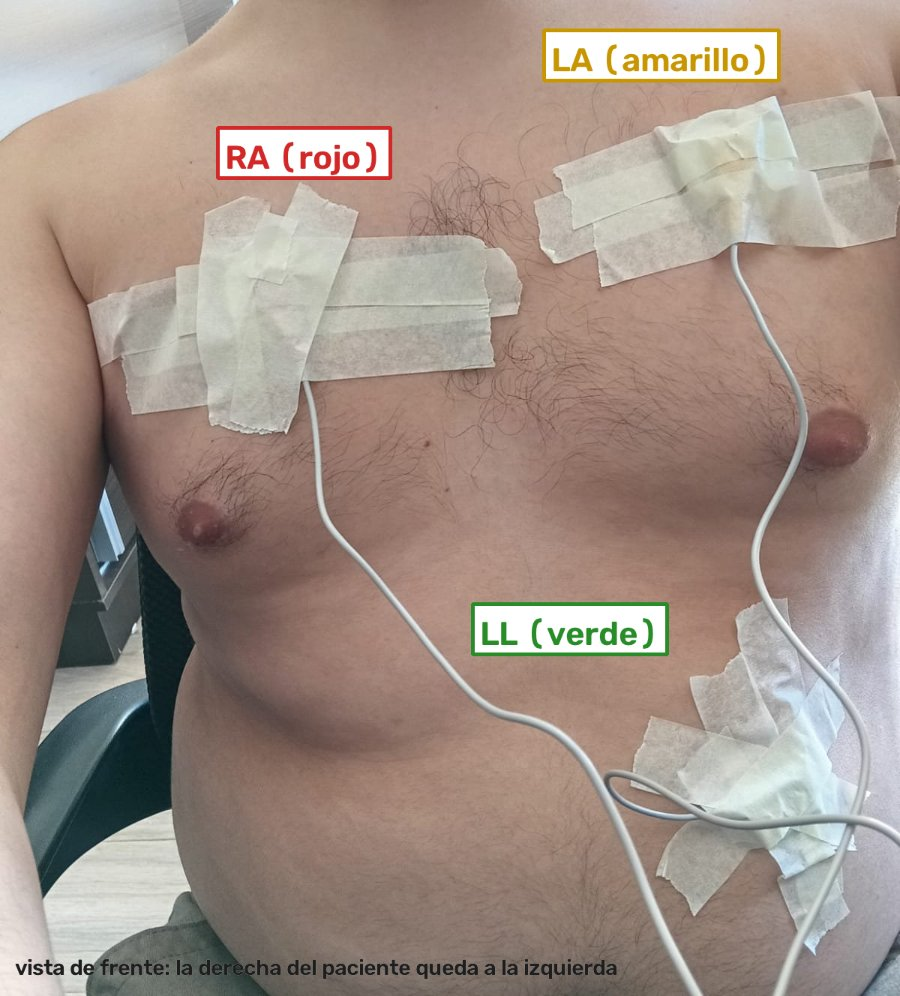 LA (amarillo)
RA (rojo)
LL (verde)
vista de frente: la derecha del paciente queda a la izquierda